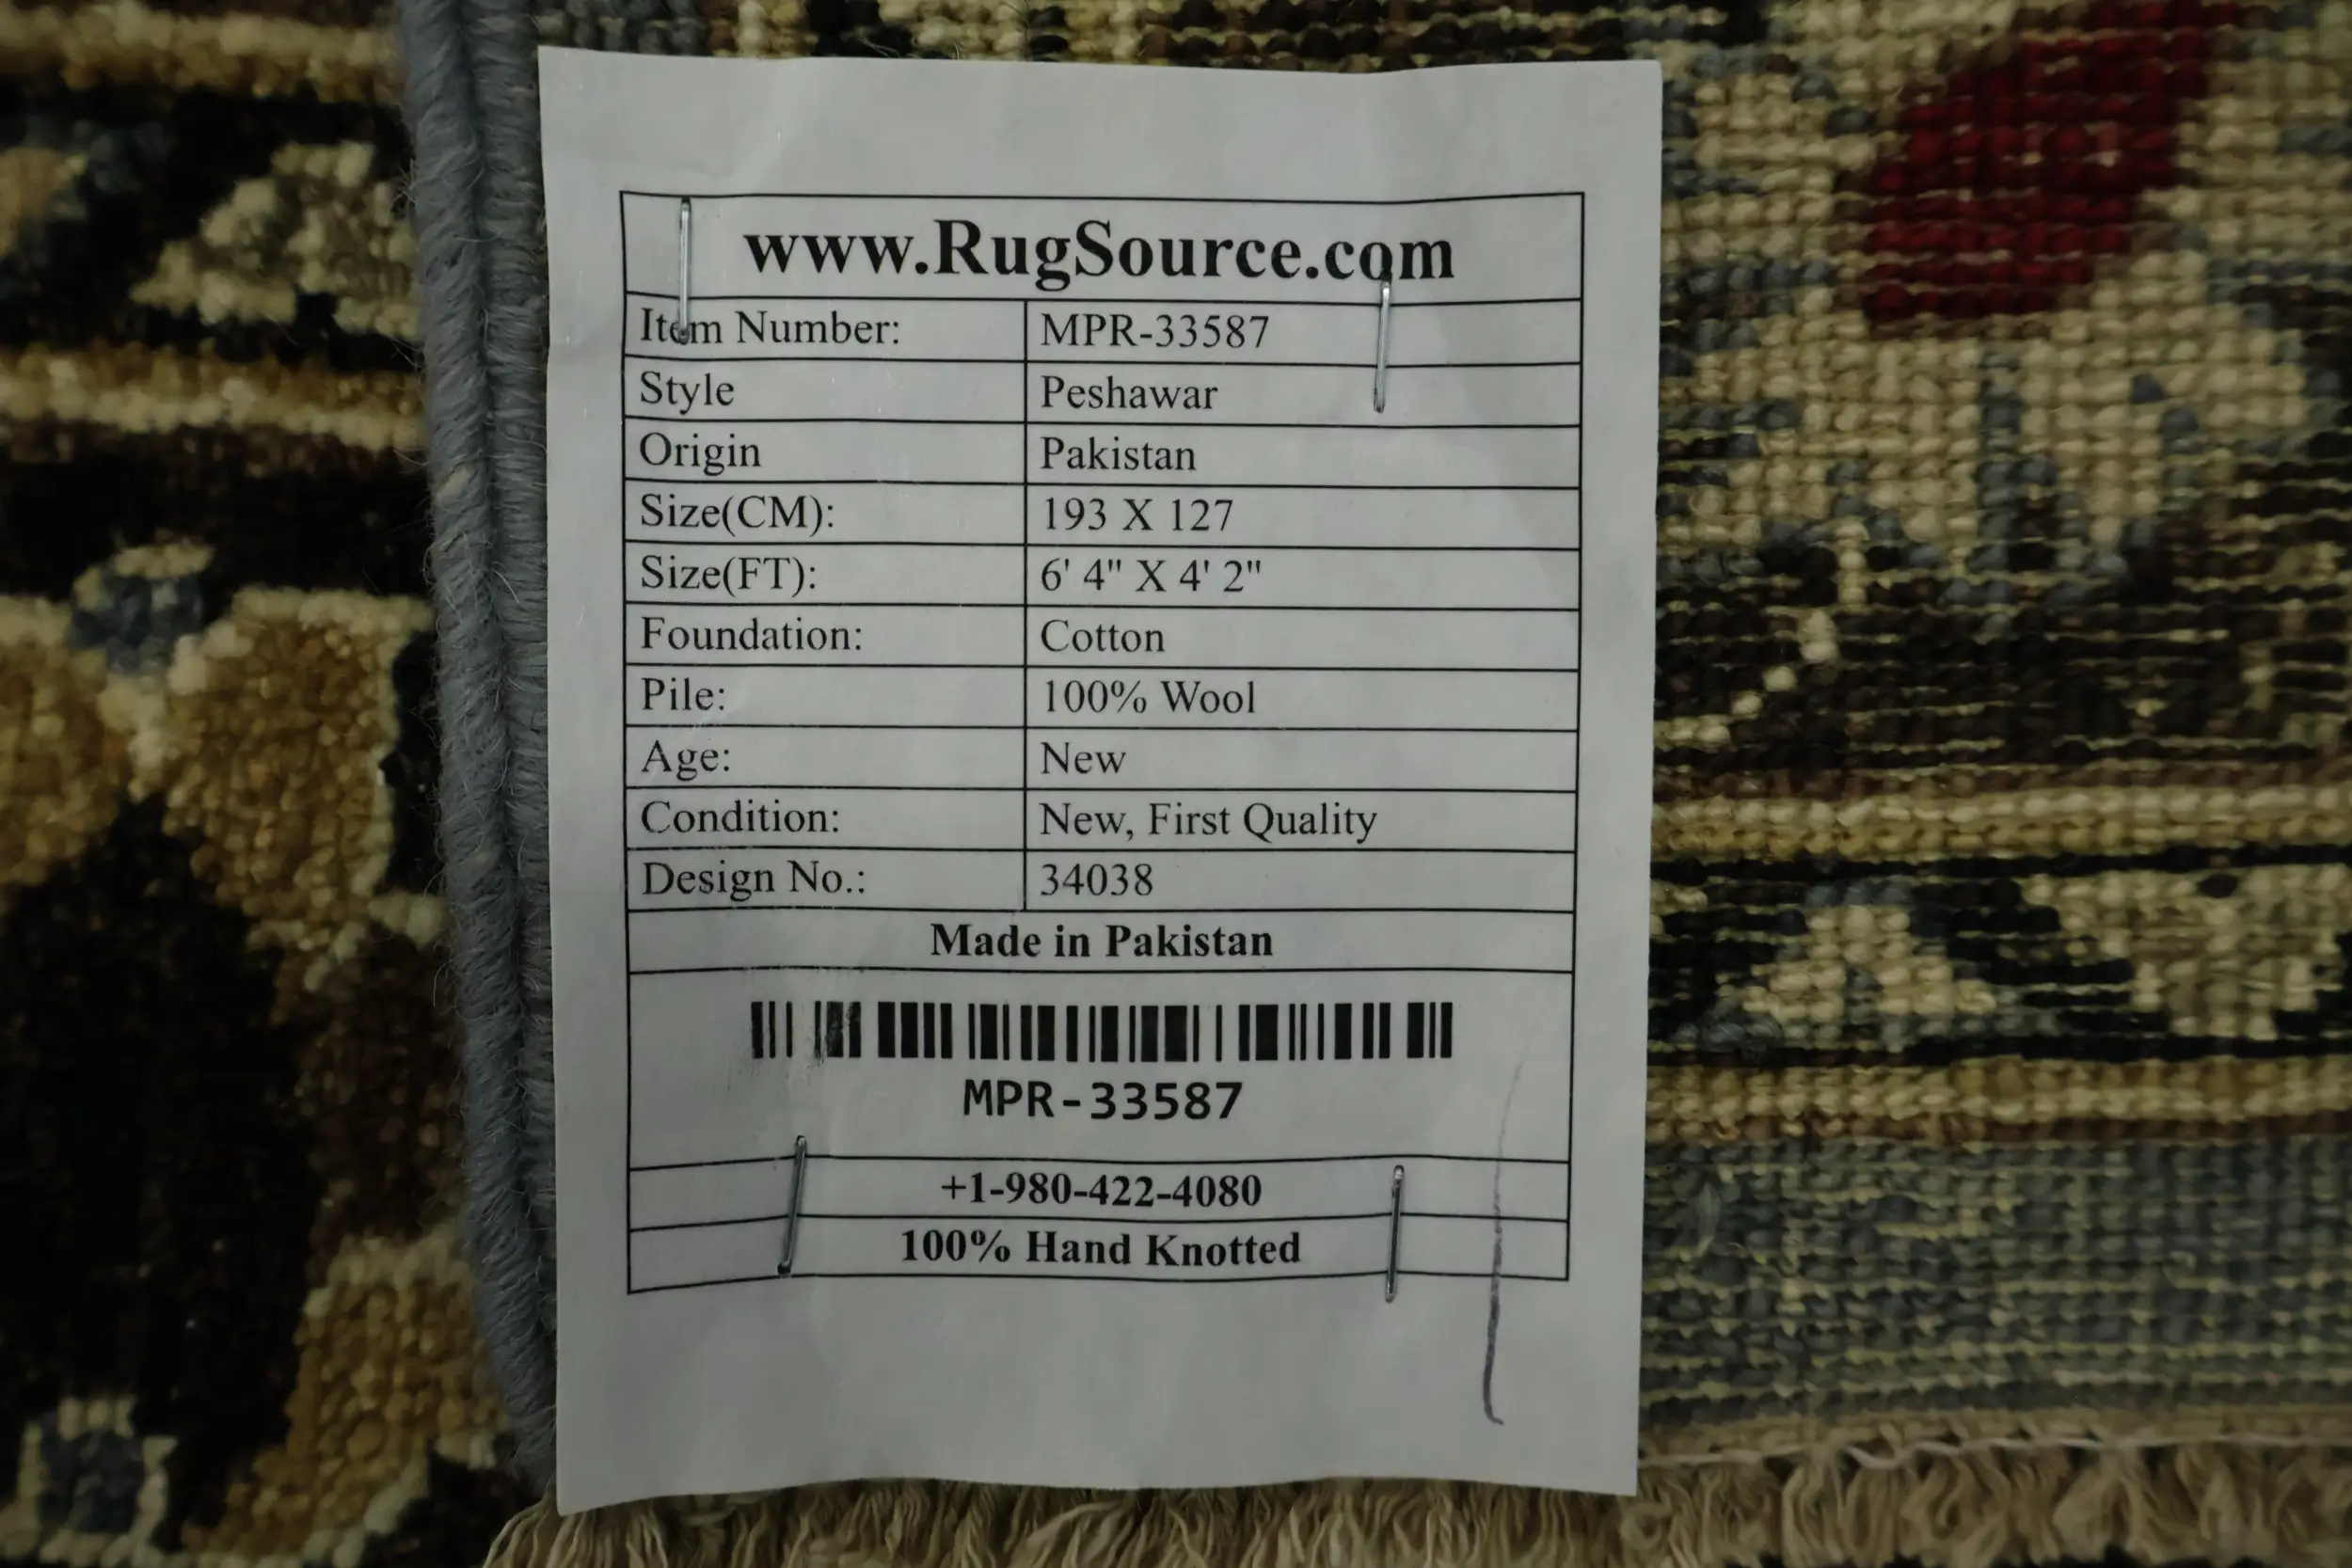 www.RugSource.com
Item Number: MPR-33587
Style Peshawar
Origin Pakistan
Size(CM): 193 X 127
Size(FT): 6' 4" X 4' 2"
Foundation: Cotton
Pile: 100% Wool
Age: New
Condition: New, First Quality
Design No.: 34038
Made in Pakistan
MPR-33587
+1-980-422-4080
100% Hand Knotted